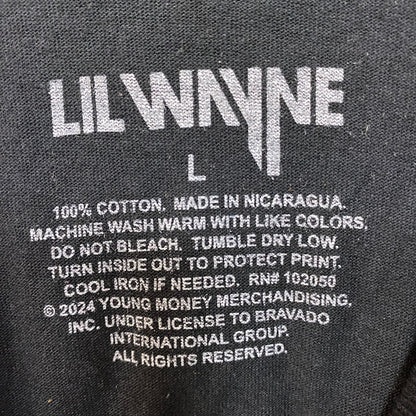 LIL WAYNE
L
100% COTTON. MADE IN NICARAGUA.
MACHINE WASH WARM WITH LIKE COLORS.
DO NOT BLEACH. TUMBLE DRY LOW.
TURN INSIDE OUT TO PROTECT PRINT.
COOL IRON IF NEEDED. RN# 102050
© 2024 YOUNG MONEY MERCHANDISING,
INC. UNDER LICENSE TO BRAVADO
INTERNATIONAL GROUP.
ALL RIGHTS RESERVED.